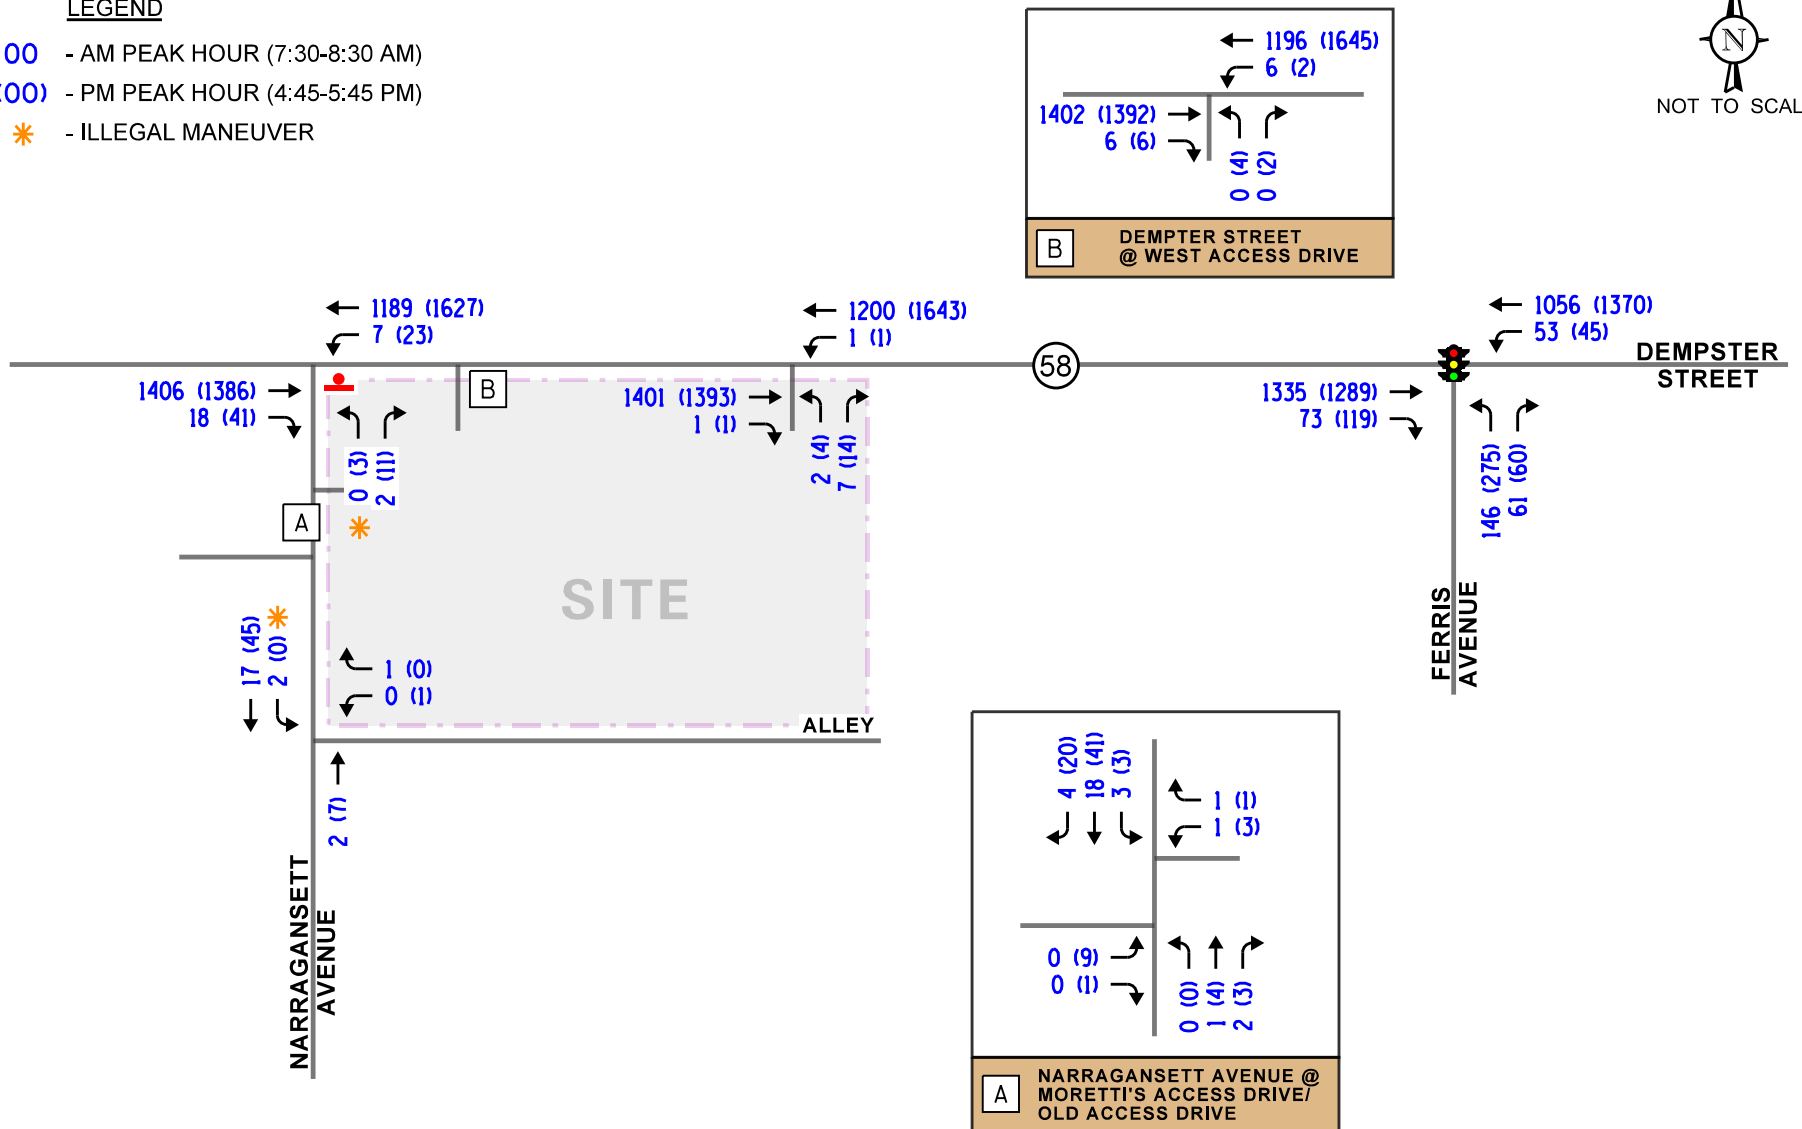 LEGEND
00 - AM PEAK HOUR (7:30-8:30 AM)
00) - PM PEAK HOUR (4:45-5:45 PM)
- ILLEGAL MANEUVER
N
NOT TO SCAL
1196 (1645)
6 (2)
1402 (1392)
6 (6)
0 (4)
0 (2)
B
DEMPTER STREET
@ WEST ACCESS DRIVE
1189 (1627)
7 (23)
1406 (1386)
18 (41)
0 (3)
2 (11)
B
1200 (1643)
1 (1)
1401 (1393)
1 (1)
2 (4)
7 (14)
58
1056 (1370)
53 (45)
DEMPSTER
STREET
1335 (1289)
73 (119)
146 (275)
61 (60)
FERRIS
AVENUE
A
SITE
17 (45)
2 (0)
1 (0)
0 (1)
ALLEY
2 (7)
NARRAGANSETT
AVENUE
4 (20)
18 (41)
3 (3)
1 (1)
1 (3)
0 (9)
0 (1)
0 (0)
1 (4)
2 (3)
A
NARRAGANSETT AVENUE @
MORETTI'S ACCESS DRIVE/
OLD ACCESS DRIVE